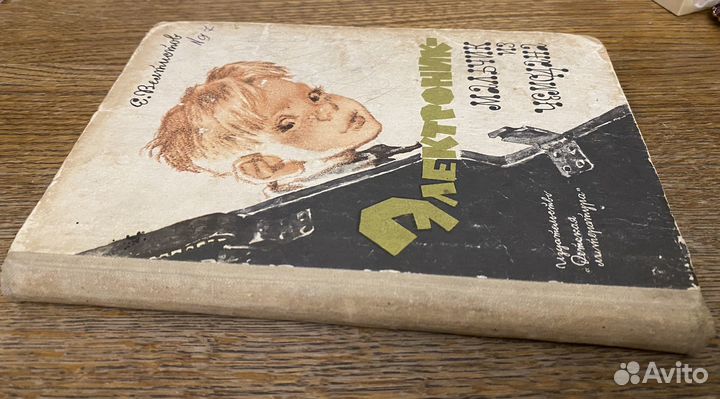 Е. Велтистов
ЭЛЕКТРОНИК-
МАЛЬЧИК
ИЗ
ЧЕМОДАНА
Издательство
"Детская
литература"
Avito